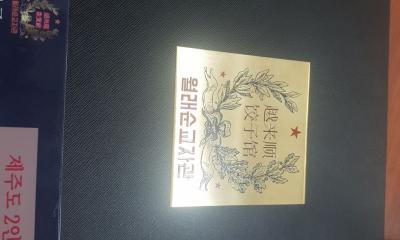 越来顺
饺子馆
월래순교자관
제주도 2인